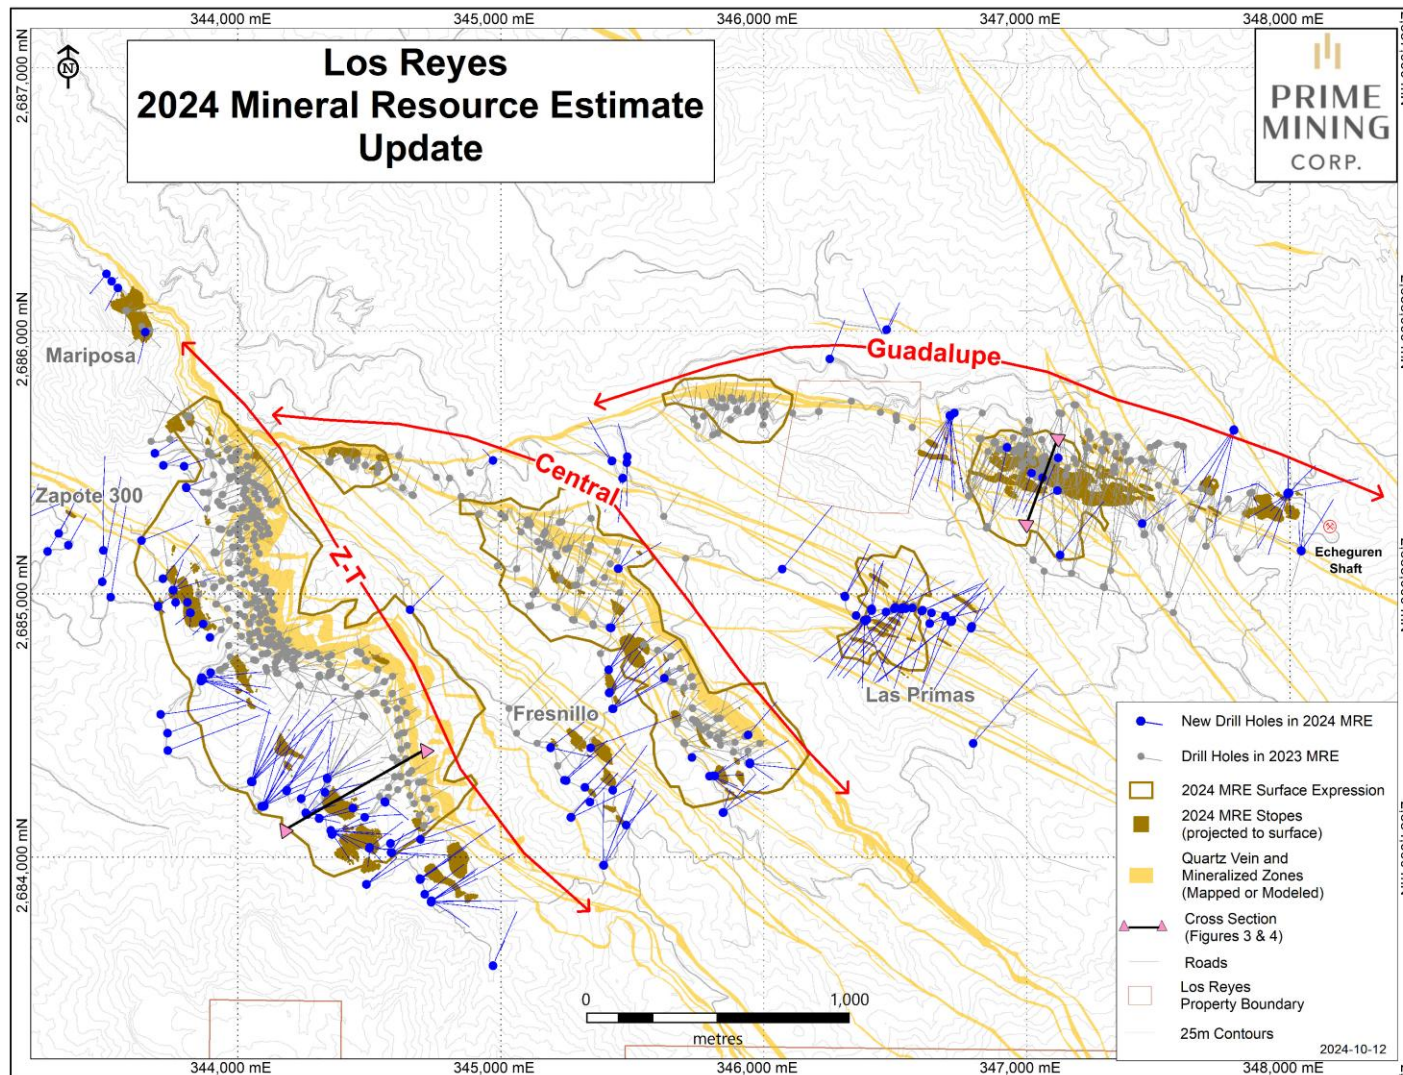 344,000 mE
345,000 mE
346,000 mE
347,000 mE
348,000 mE
2,687,000 mN
N
Los Reyes
2024 Mineral Resource Estimate
Update
PRIME
MINING
CORP.
2,686,000 mN
Mariposa
Guadalupe
Zapote 300
Central
Z-T
Echeguren
Shaft
2,685,000 mN
Las Primas
Fresnillo
2,684,000 mN
New Drill Holes in 2024 MRE
Drill Holes in 2023 MRE
2024 MRE Surface Expression
2024 MRE Stopes
(projected to surface)
Quartz Vein and
Mineralized Zones
(Mapped or Modeled)
Cross Section
(Figures 3 & 4)
Roads
Los Reyes
Property Boundary
25m Contours
2024-10-12
0
1,000
metres
344,000 mE
345,000 mE
346,000 mE
347,000 mE
348,000 mE